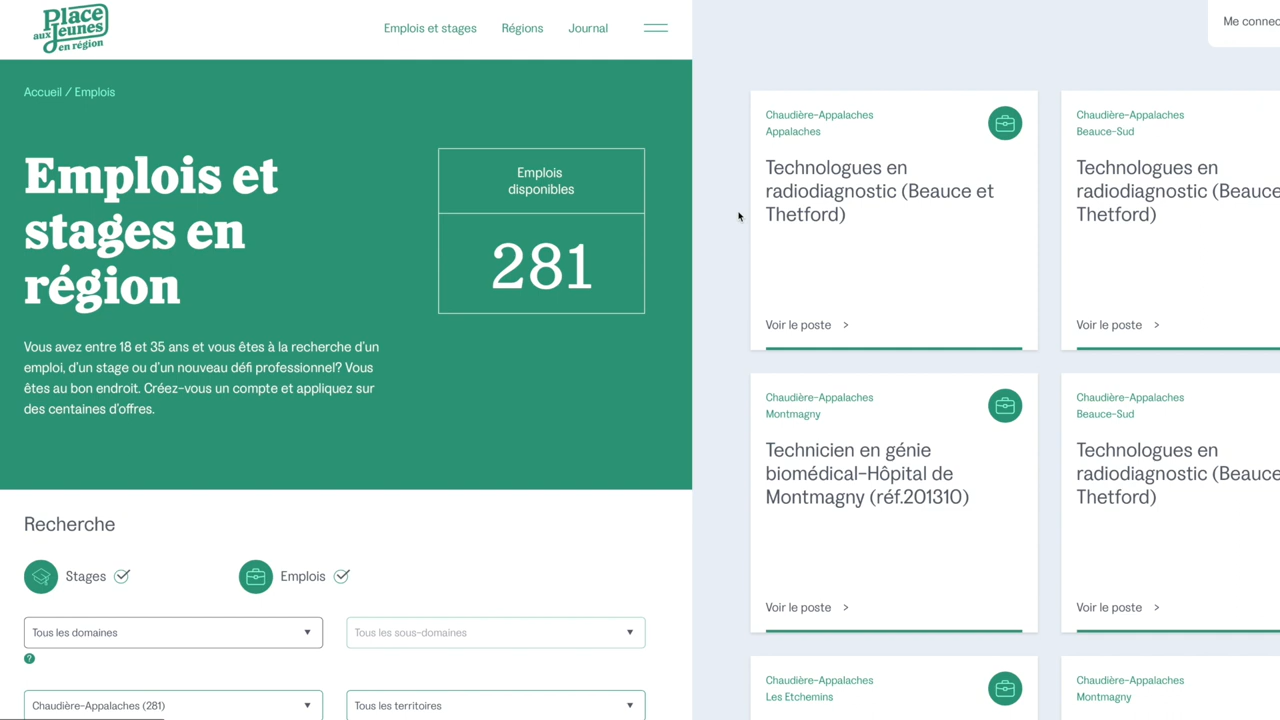 Place
aux Jeunes
en région
Emplois et stages
Régions
Journal
Me connec
Accueil / Emplois
Emplois et
stages en
région
Emplois
disponibles
281
Vous avez entre 18 et 35 ans et vous êtes à la recherche d'un
emploi, d'un stage ou d'un nouveau défi professionnel? Vous
êtes au bon endroit. Créez-vous un compte et appliquez sur
des centaines d'offres.
Recherche
Stages
Emplois
Tous les domaines
Tous les sous-domaines
?
Chaudière-Appalaches (281)
Tous les territoires
Chaudière-Appalaches
Appalaches
Technologues en
radiodiagnostic (Beauce et
Thetford)
Voir le poste >
Chaudière-Appalaches
Beauce-Sud
Technologues en
radiodiagnostic (Beauce
Thetford)
Voir le poste >
Chaudière-Appalaches
Montmagny
Technicien en génie
biomédical-Hôpital de
Montmagny (réf.201310)
Voir le poste >
Chaudière-Appalaches
Beauce-Sud
Technologues en
radiodiagnostic (Beauce
Thetford)
Voir le poste >
Chaudière-Appalaches
Les Etchemins
Chaudière-Appalaches
Montmagny